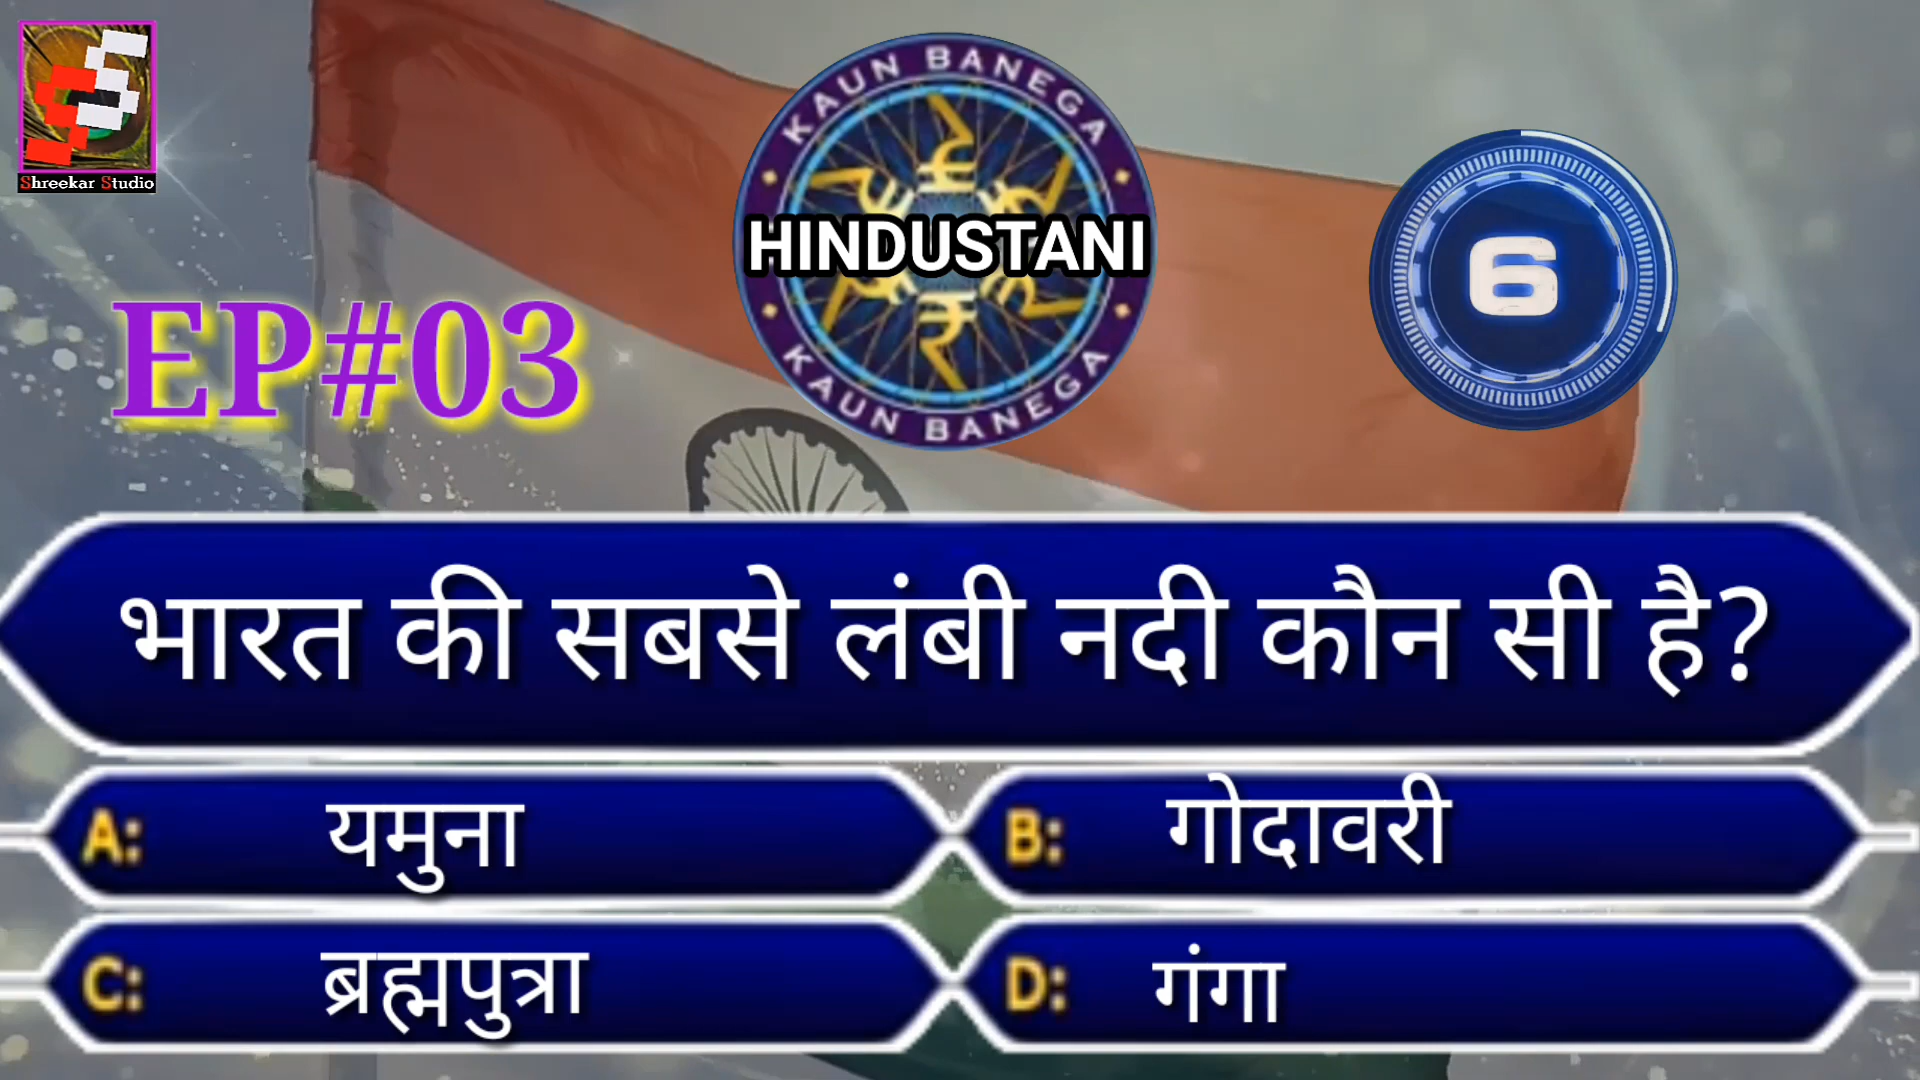 KAUN BANEGA
HINDUSTANI
KAUN BANEGA
Shreekar Studio
6
EP#03
भारत की सबसे लंबी नदी कौन सी है?
A: यमुना
B: गोदावरी
C: ब्रह्मपुत्रा
D: गंगा